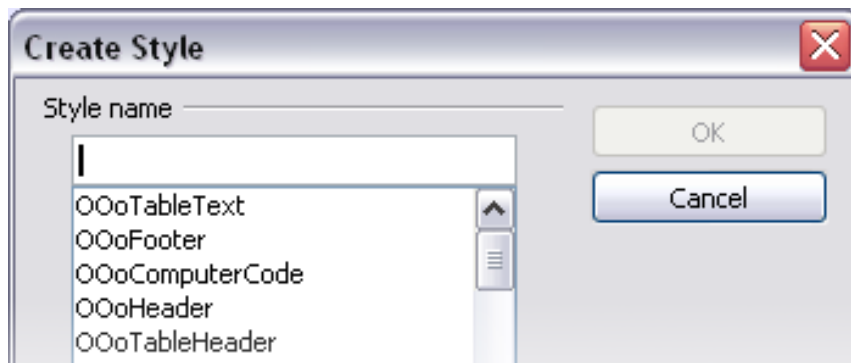 Create Style
Style name
OK
Cancel
OOoTableText
OOoFooter
OOoComputerCode
OOoHeader
OOoTableHeader